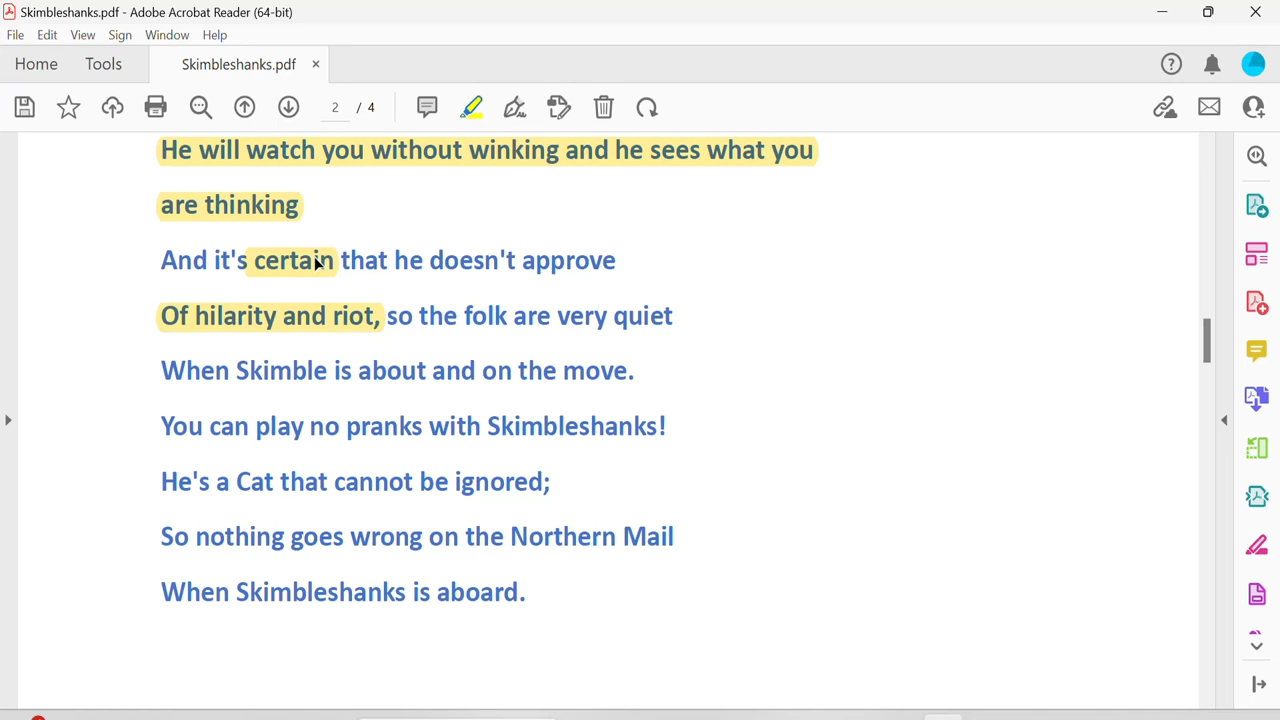 Skimbleshanks.pdf - Adobe Acrobat Reader (64-bit)
File Edit View Sign Window Help
Home Tools Skimbleshanks.pdf ×
2 / 4
He will watch you without winking and he sees what you
are thinking
And it's certain that he doesn't approve
Of hilarity and riot, so the folk are very quiet
When Skimble is about and on the move.
You can play no pranks with Skimbleshanks!
He's a Cat that cannot be ignored;
So nothing goes wrong on the Northern Mail
When Skimbleshanks is aboard.